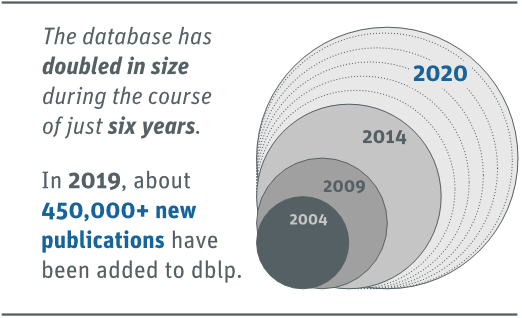 The database has
doubled in size
during the course
of just six years.
In 2019, about
450,000+ new
publications have
been added to dblp.
2020
2014
2009
2004